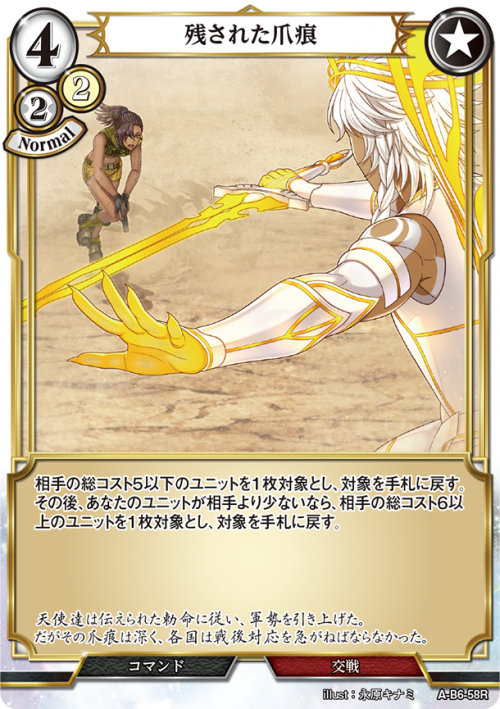 4
残された爪痕
2
2
Normal
相手の総コスト5以下のユニットを1枚対象とし、対象を手札に戻す。
その後、あなたのユニットが相手より少ないなら、相手の総コスト6以
上のユニットを1枚対象とし、対象を手札に戻す。
天使達は伝えられた勅命に従い、軍勢を引き上げた。
だがその爪痕は深く、各国は戦後対応を急がねばならなかった。
コマンド
交戦
illust：永原キナミ
A-B6-58R